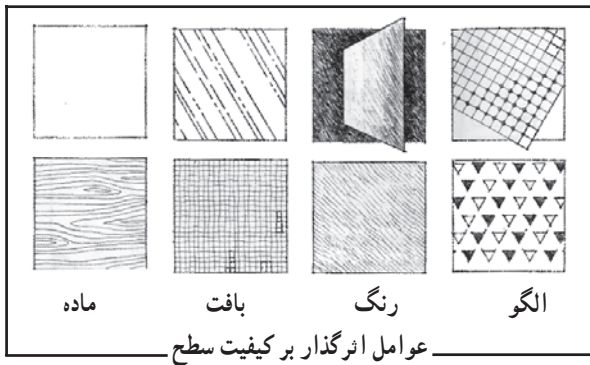 الگو رنگ بافت ماده
عوامل اثرگذار بر کیفیت سطح